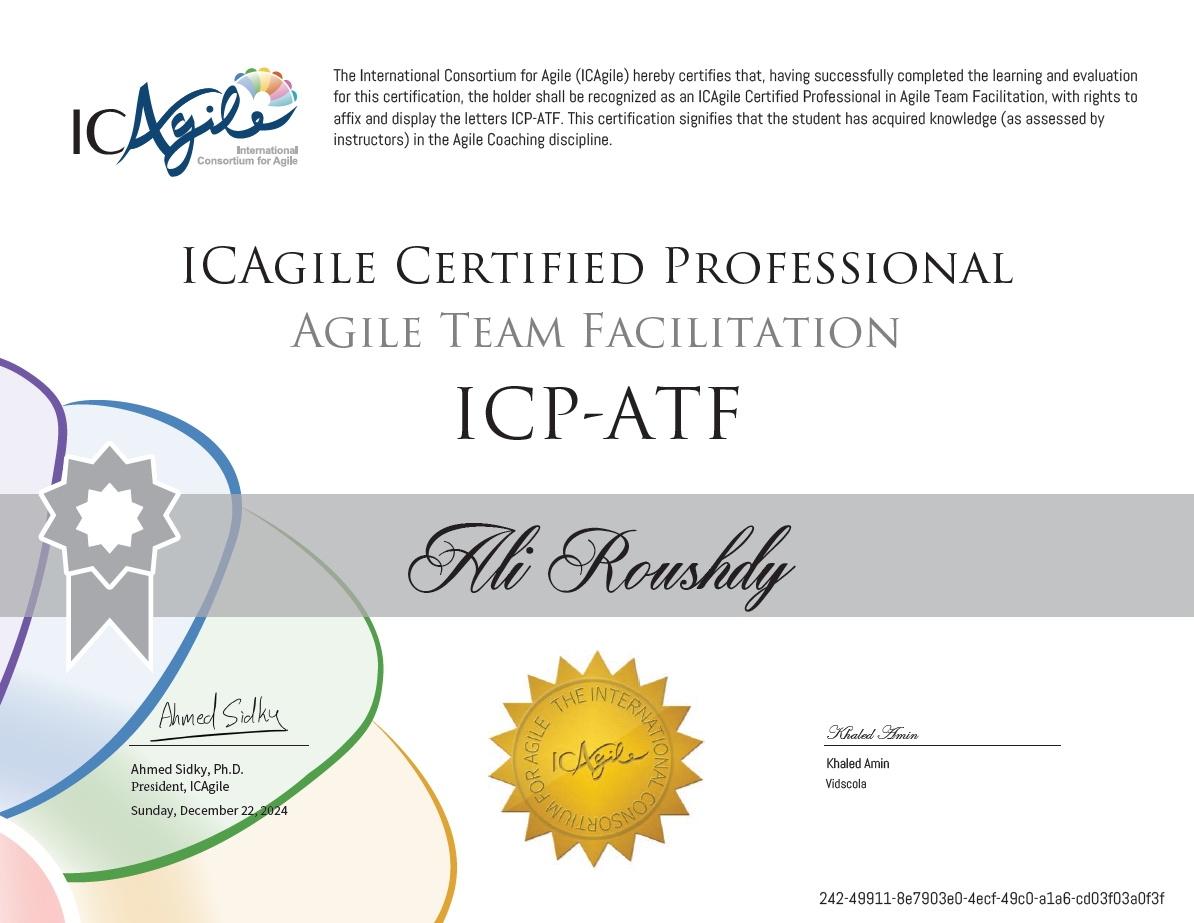 ICAgile
International
Consortium for Agile
The International Consortium for Agile (ICAgile) hereby certifies that, having successfully completed the learning and evaluation
for this certification, the holder shall be recognized as an ICAgile Certified Professional in Agile Team Facilitation, with rights to
affix and display the letters ICP-ATF. This certification signifies that the student has acquired knowledge (as assessed by
instructors) in the Agile Coaching discipline.
ICAgile Certified Professional
Agile Team Facilitation
ICP-ATF
Ali Roushdy
Ahmed Sidky
Ahmed Sidky, Ph.D.
President, ICAgile
Sunday, December 22, 2024
THE INTERNATIONAL CONSORTIUM FOR AGILE
ICAgile
Khaled Amin
Khaled Amin
Vidscola
242-49911-8e7903e0-4ecf-49c0-a1a6-cd03f03a0f3f